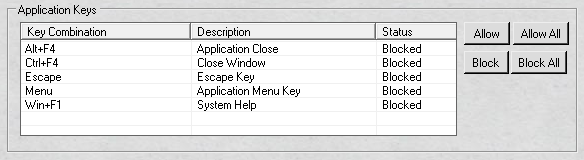 Application Keys
Key Combination Description Status
Alt+F4 Application Close Blocked
Ctrl+F4 Close Window Blocked
Escape Escape Key Blocked
Menu Application Menu Key Blocked
Win+F1 System Help Blocked
Allow Allow All
Block Block All